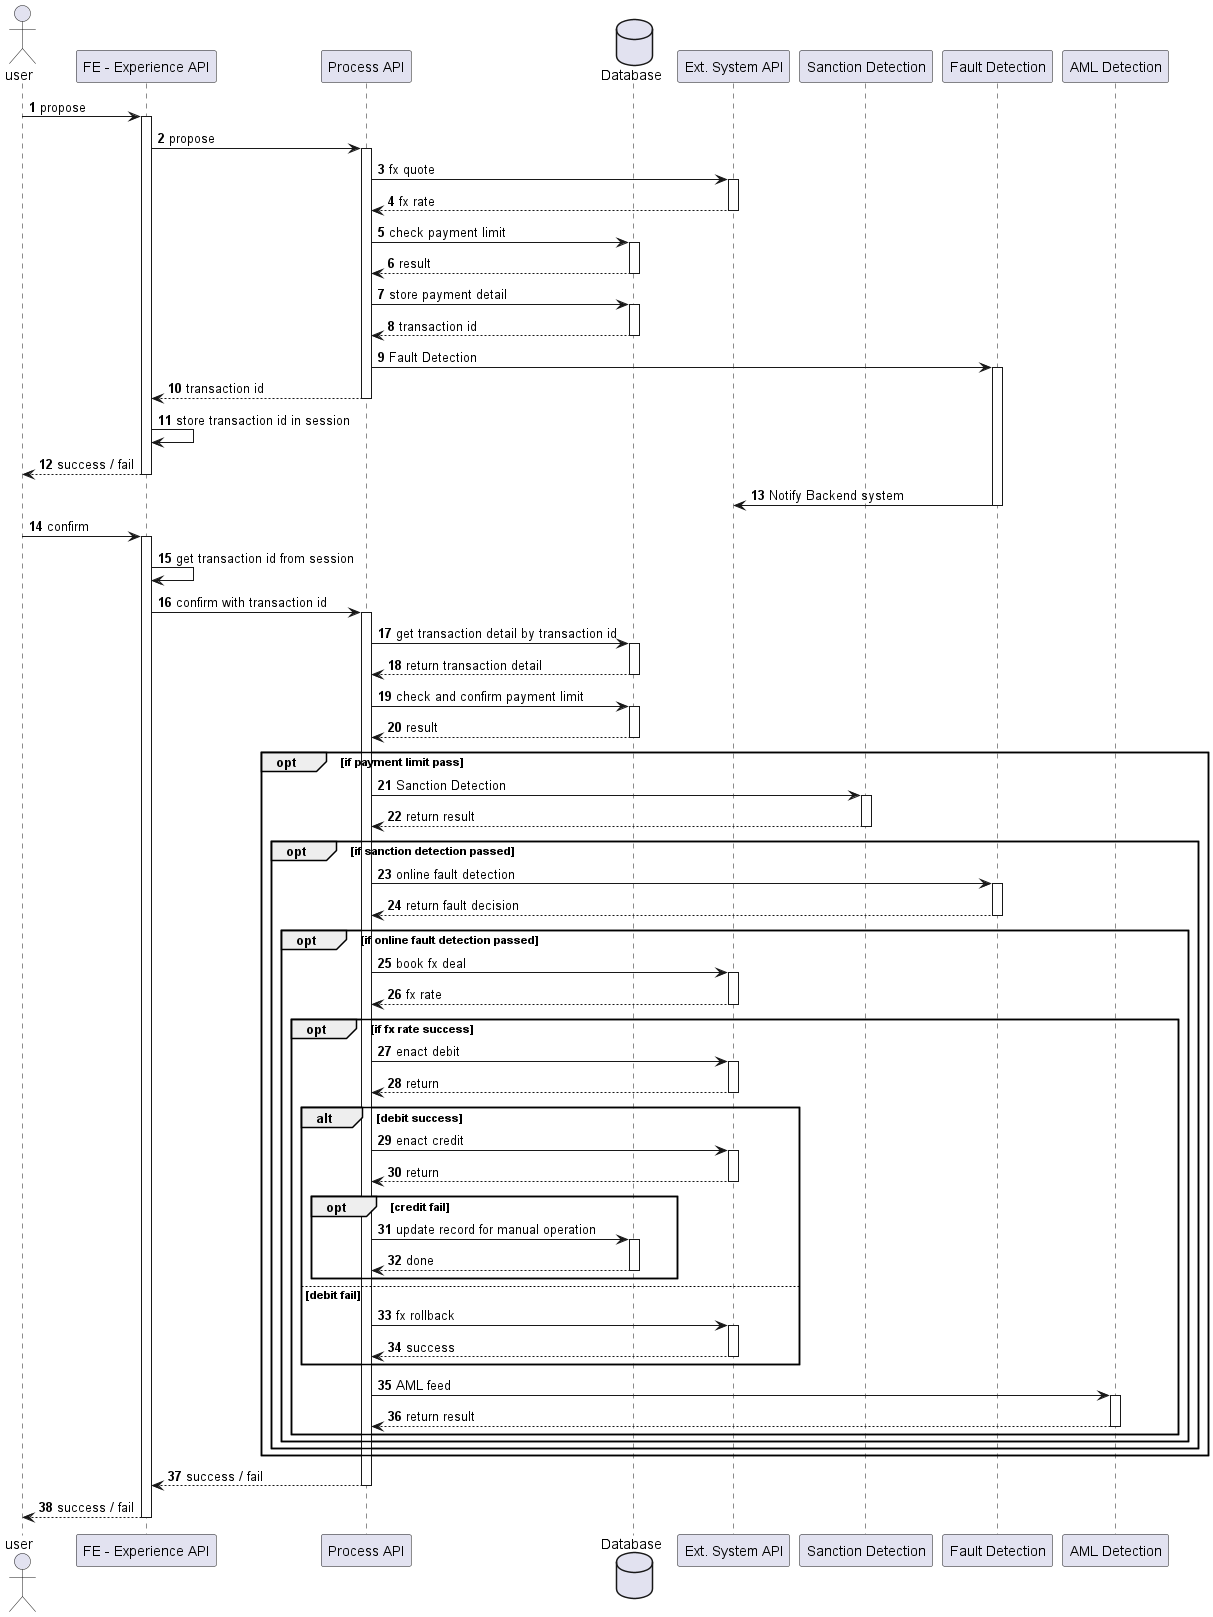 user
FE - Experience API
Process API
Database
Ext. System API
Sanction Detection
Fault Detection
AML Detection
1 propose
2 propose
3 fx quote
4 fx rate
5 check payment limit
6 result
7 store payment detail
8 transaction id
9 Fault Detection
10 transaction id
11 store transaction id in session
12 success / fail
13 Notify Backend system
14 confirm
15 get transaction id from session
16 confirm with transaction id
17 get transaction detail by transaction id
18 return transaction detail
19 check and confirm payment limit
20 result
opt [if payment limit pass]
21 Sanction Detection
22 return result
opt [if sanction detection passed]
23 online fault detection
24 return fault decision
opt [if online fault detection passed]
25 book fx deal
26 fx rate
opt [if fx rate success]
27 enact debit
28 return
alt [debit success]
29 enact credit
30 return
opt [credit fail]
31 update record for manual operation
32 done
[debit fail]
33 fx rollback
34 success
35 AML feed
36 return result
37 success / fail
38 success / fail
user
FE - Experience API
Process API
Database
Ext. System API
Sanction Detection
Fault Detection
AML Detection